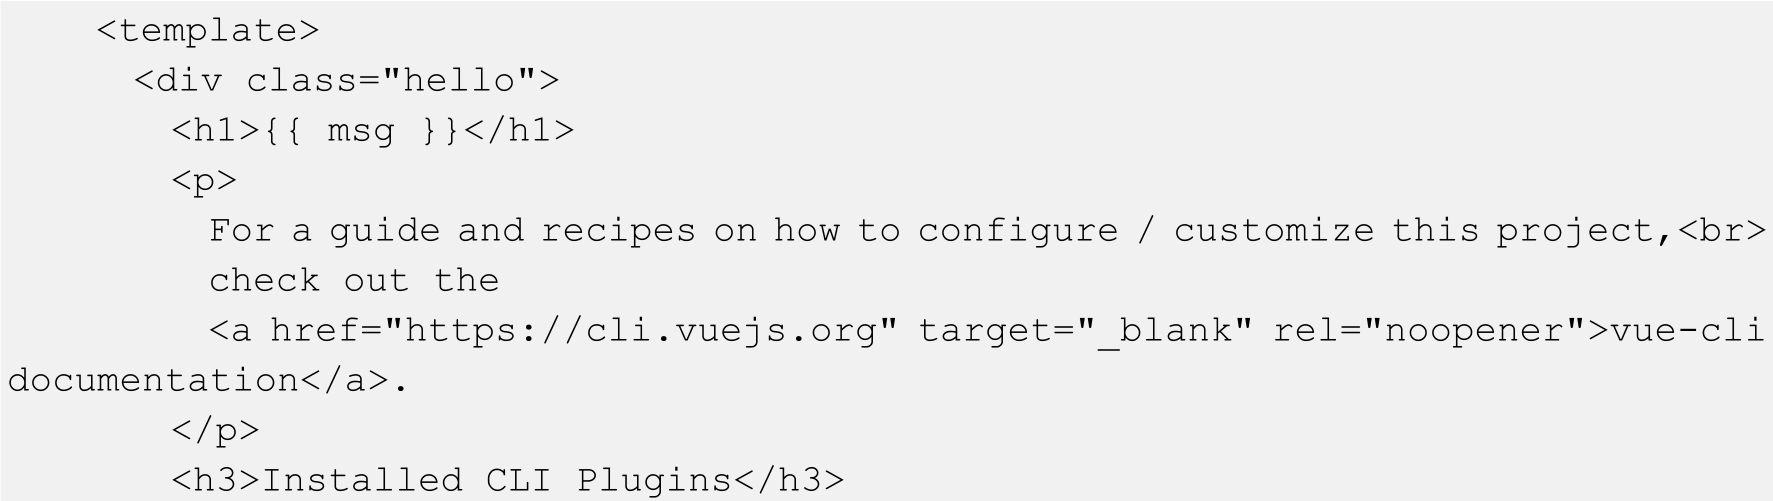 <template>
<div class="hello">
<h1>{{ msg }}</h1>
<p>
For a guide and recipes on how to configure / customize this project,<br>
check out the
<a href="https://cli.vuejs.org" target="_blank" rel="noopener">vue-cli
documentation</a>.
</p>
<h3>Installed CLI Plugins</h3>